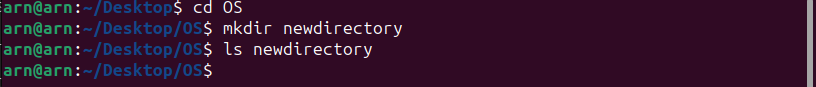 arn@arn:~/Desktop$ cd OS
arn@arn:~/Desktop/OS$ mkdir newdirectory
arn@arn:~/Desktop/OS$ ls newdirectory
arn@arn:~/Desktop/OS$